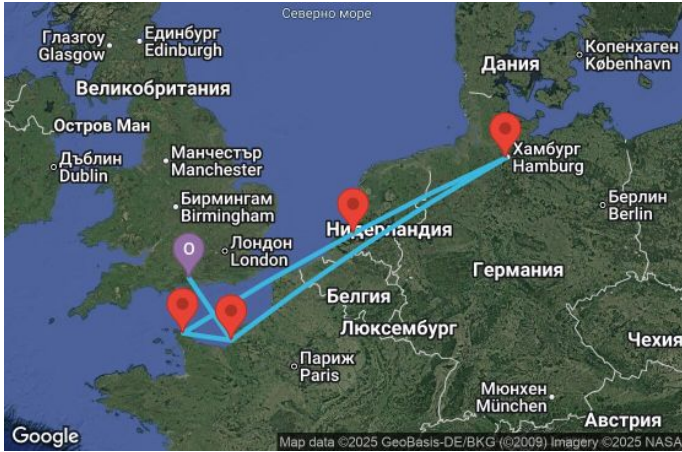 Северно море
Глазгоу
Glasgow
Единбург
Edinburgh
Копенхаген
København
Дания
Великобритания
Остров Ман
Дъблин
Dublin
Манчестър
Manchester
Хамбург
Hamburg
Бирмингам
Birmingham
Берлин
Berlin
O
Лондон
London
Нидерландия
Германия
Белгия
Люксембург
Чехия
Париж
Paris
Мюнхен
München
Австрия
Google
Map data ©2025 GeoBasis-DE/BKG (©2009) Imagery ©2025 NASA